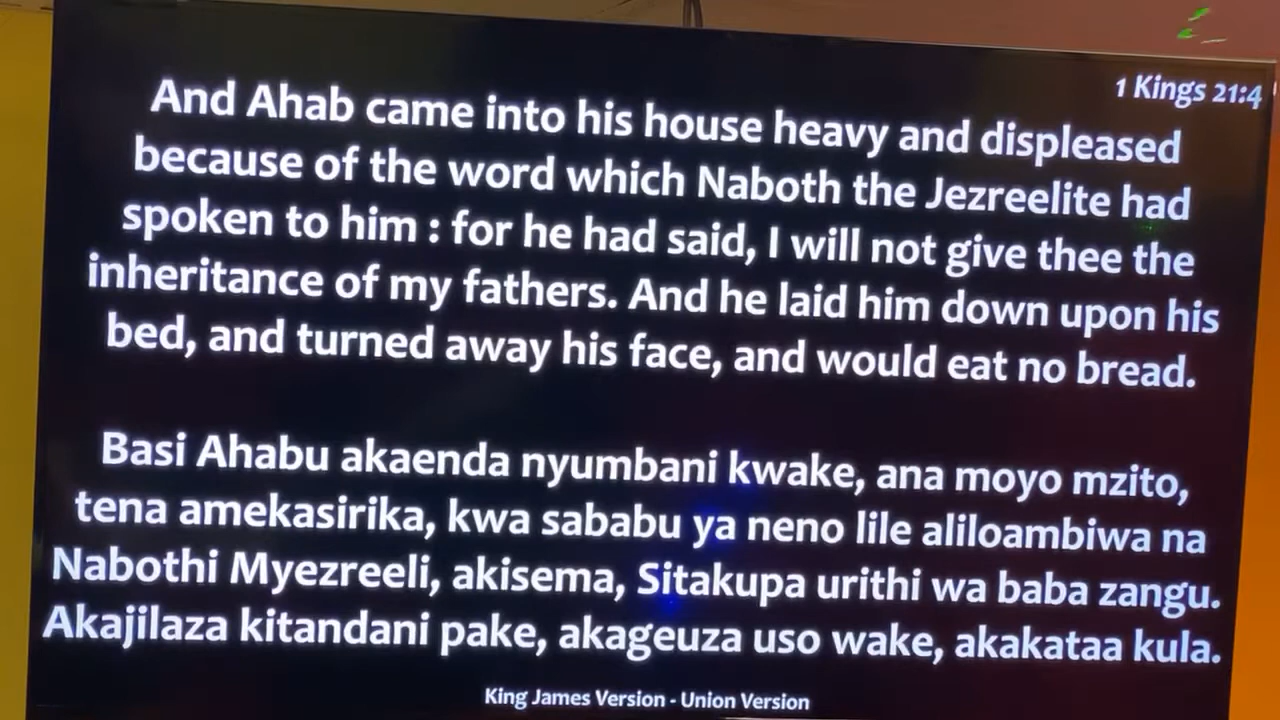 1 Kings 21:4
And Ahab came into his house heavy and displeased
because of the word which Naboth the Jezreelite had
spoken to him : for he had said, I will not give thee the
inheritance of my fathers. And he laid him down upon his
bed, and turned away his face, and would eat no bread.
Basi Ahabu akaenda nyumbani kwake, ana moyo mzito,
tena amekasirika, kwa sababu ya neno lile aliloambiwa na
Nabothi Myezreeli, akisema, Sitakupa urithi wa baba zangu.
Akajilaza kitandani pake, akageuza uso wake, akakataa kula.
King James Version - Union Version